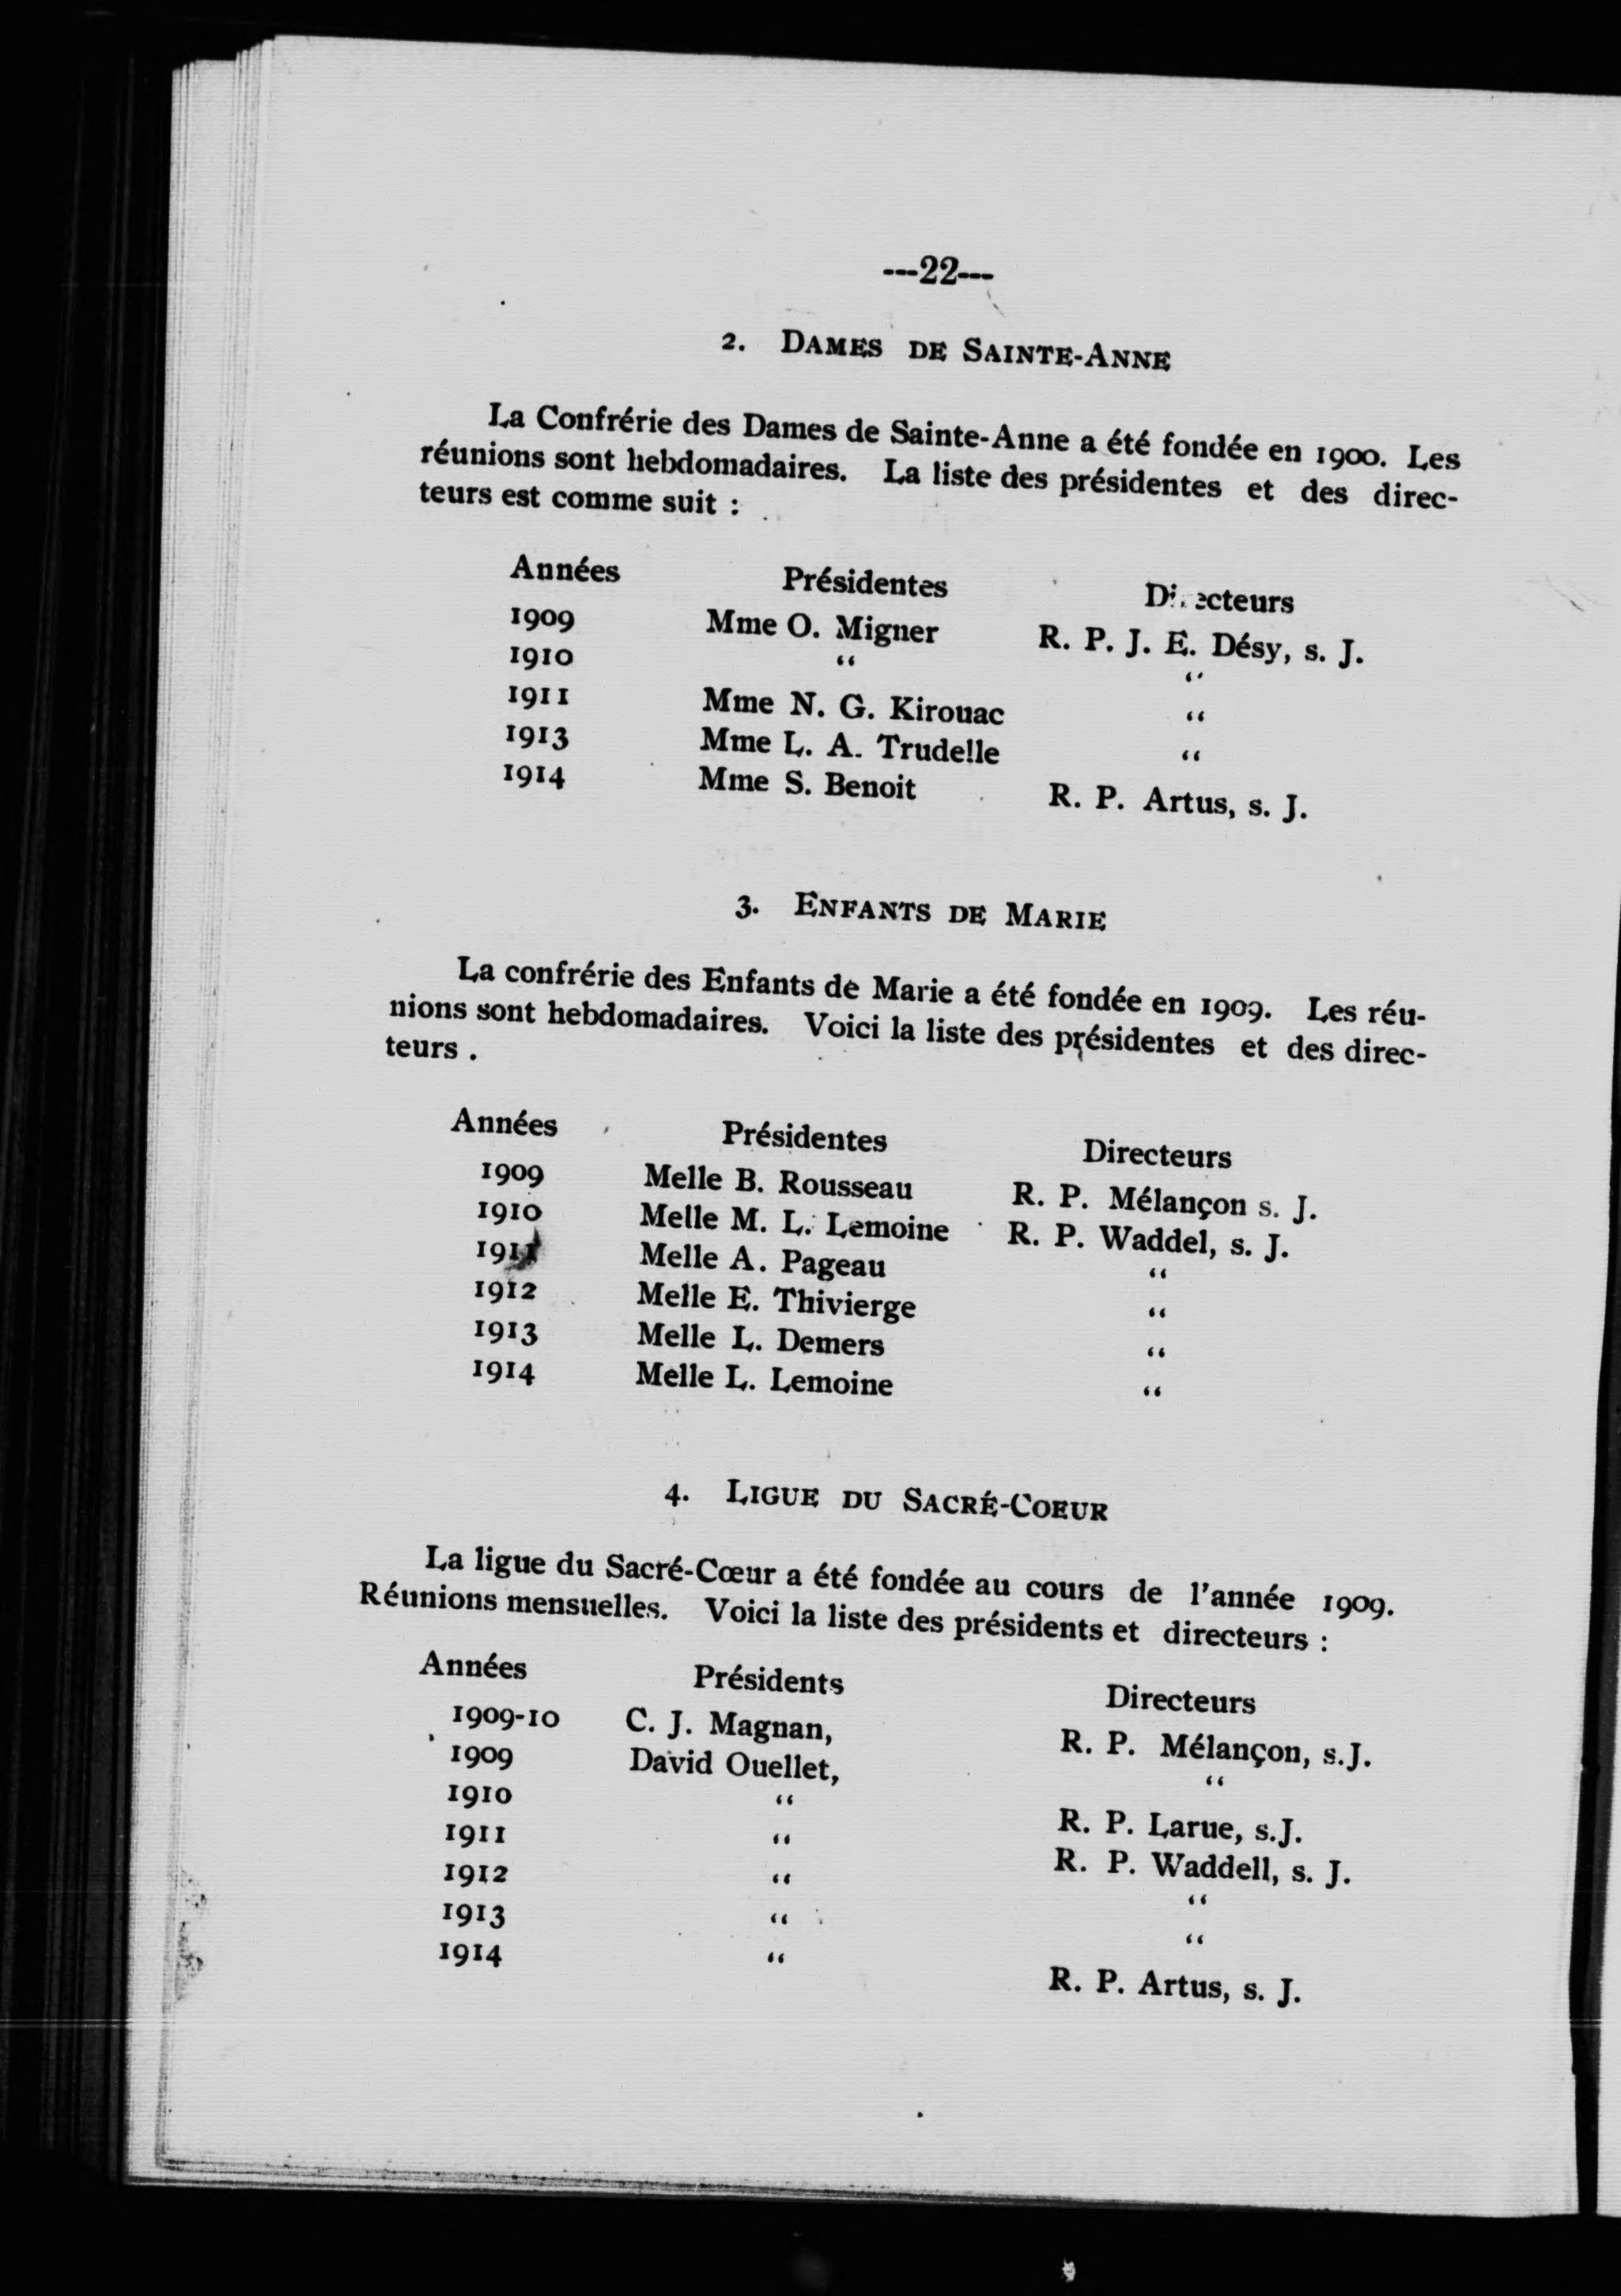 ---22---
2. DAMES DE SAINTE-ANNE
La Confrérie des Dames de Sainte-Anne a été fondée en 1900. Les
réunions sont hebdomadaires. La liste des présidentes et des direc-
teurs est comme suit :
Années Présidentes Directeurs
1909 Mme O. Migner R. P. J. E. Désy, s. J.
1910 “ “
1911 Mme N. G. Kirouac “
1913 Mme L. A. Trudelle “
1914 Mme S. Benoit R. P. Artus, s. J.
3. ENFANTS DE MARIE
La confrérie des Enfants de Marie a été fondée en 1909. Les réu-
nions sont hebdomadaires. Voici la liste des présidentes et des direc-
teurs .
Années Présidentes Directeurs
1909 Melle B. Rousseau R. P. Mélançon s. J.
1910 Melle M. L. Lemoine R. P. Waddel, s. J.
1911 Melle A. Pageau “
1912 Melle E. Thivierge “
1913 Melle L. Demers “
1914 Melle L. Lemoine “
4. LIGUE DU SACRÉ-COEUR
La ligue du Sacré-Cœur a été fondée au cours de l'année 1909.
Réunions mensuelles. Voici la liste des présidents et directeurs :
Années Présidents Directeurs
1909-10 C. J. Magnan, R. P. Mélançon, s.J.
1909 David Ouellet, “
1910 “ R. P. Larue, s.J.
1911 “ R. P. Waddell, s. J.
1912 “ “
1913 “ “
1914 “ R. P. Artus, s. J.